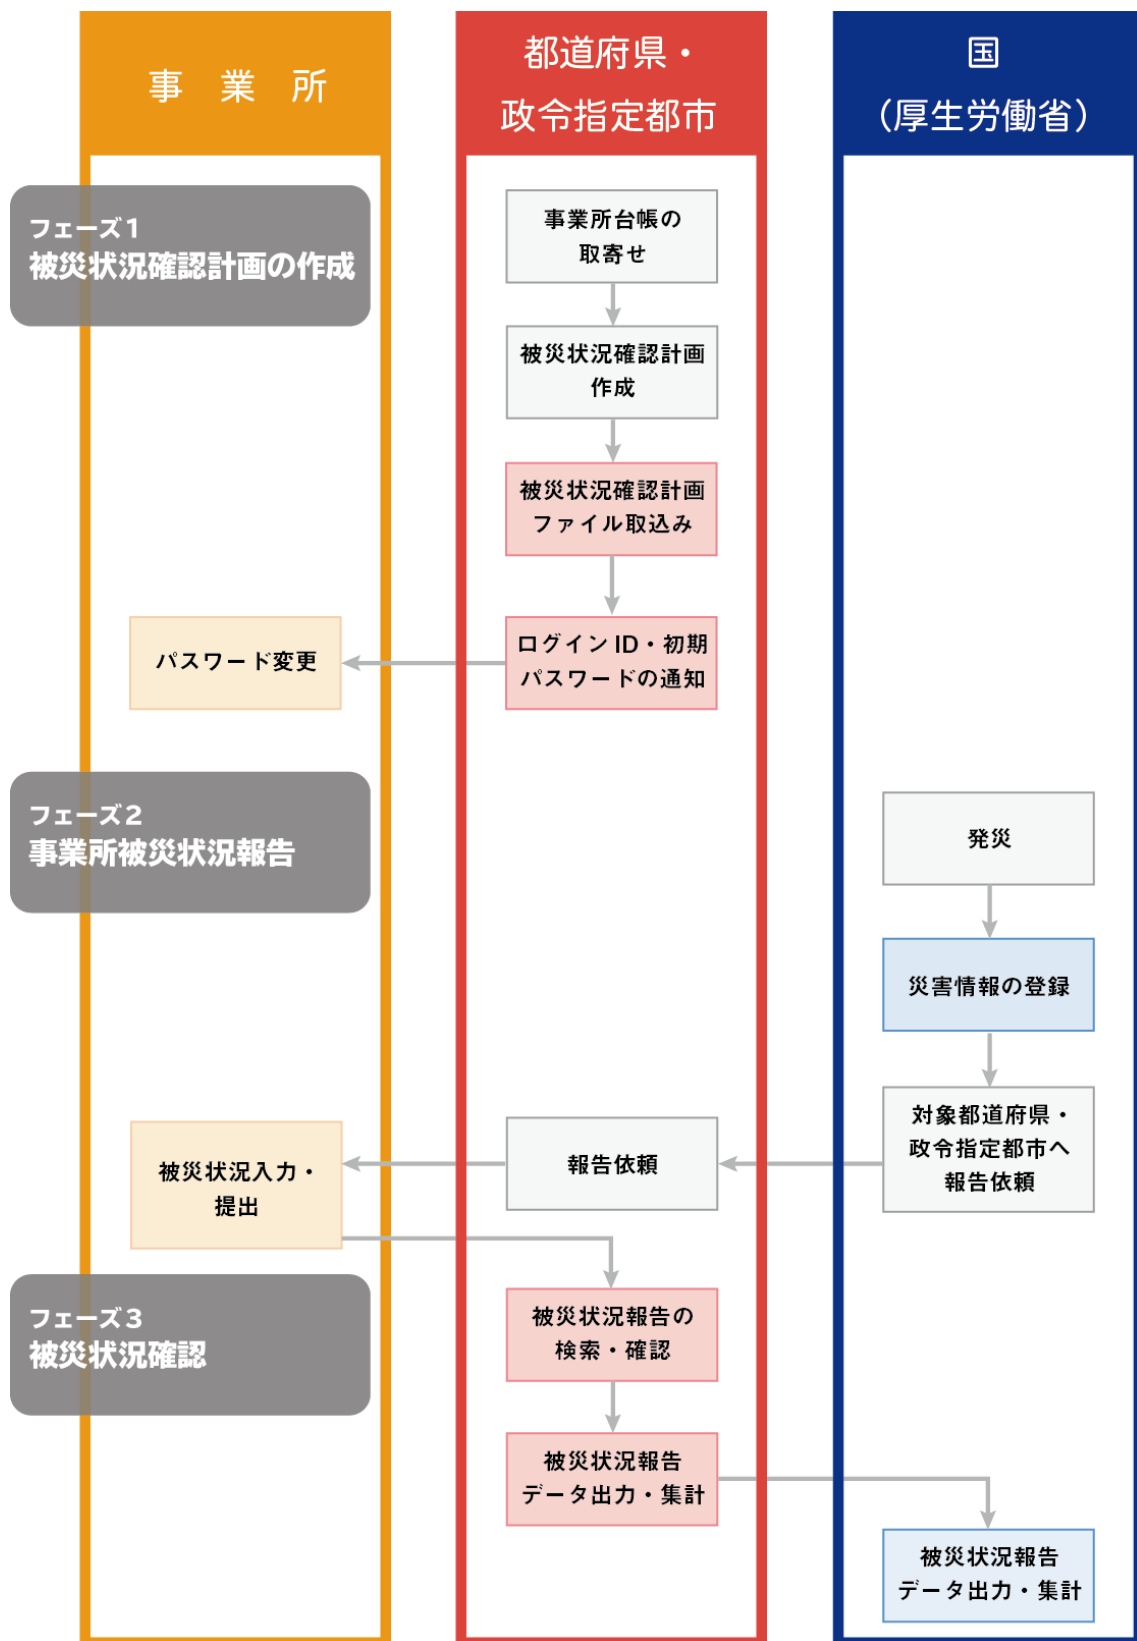 事業所
都道府県・
政令指定都市
国
（厚生労働省）
フェーズ1
被災状況確認計画の作成
事業所台帳の
取寄せ
被災状況確認計画
作成
被災状況確認計画
ファイル取込み
ログイン ID・初期
パスワードの通知
パスワード変更
フェーズ2
事業所被災状況報告
発災
災害情報の登録
対象都道府県・
政令指定都市へ
報告依頼
報告依頼
被災状況入力・
提出
フェーズ3
被災状況確認
被災状況報告の
検索・確認
被災状況報告
データ出力・集計
被災状況報告
データ出力・集計